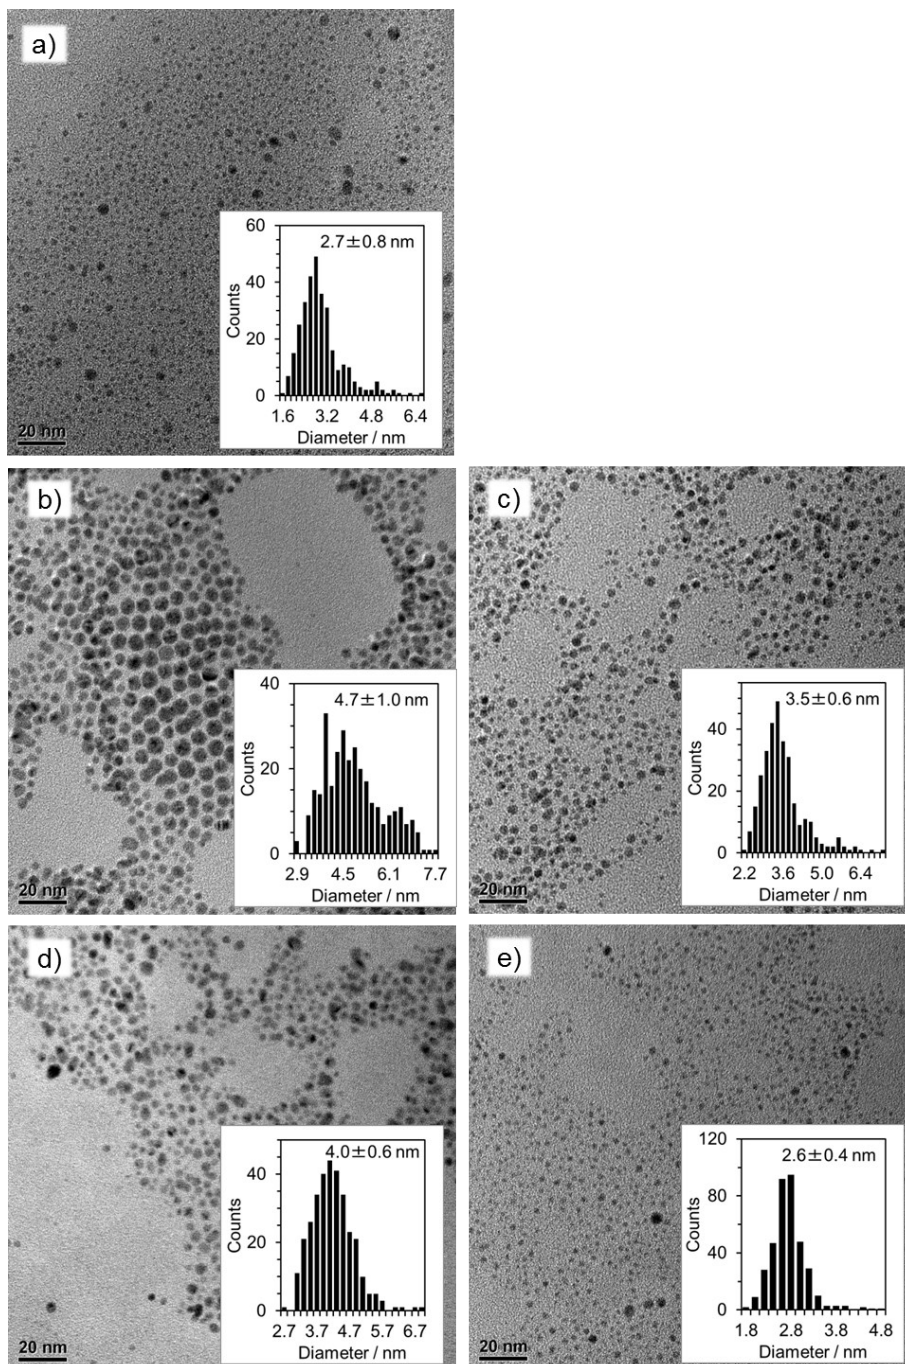 a)
60
2.7±0.8 nm
40
Counts
20
0
1.6 3.2 4.8 6.4
Diameter / nm
20 nm
b)
40
4.7±1.0 nm
Counts
20
0
2.9 4.5 6.1 7.7
Diameter / nm
20 nm
c)
3.5±0.6 nm
40
Counts
20
0
2.2 3.6 5.0 6.4
Diameter / nm
20 nm
d)
4.0±0.6 nm
40
Counts
20
0
2.7 3.7 4.7 5.7 6.7
Diameter / nm
20 nm
e)
120
2.6±0.4 nm
80
Counts
40
0
1.8 2.8 3.8 4.8
Diameter / nm
20 nm